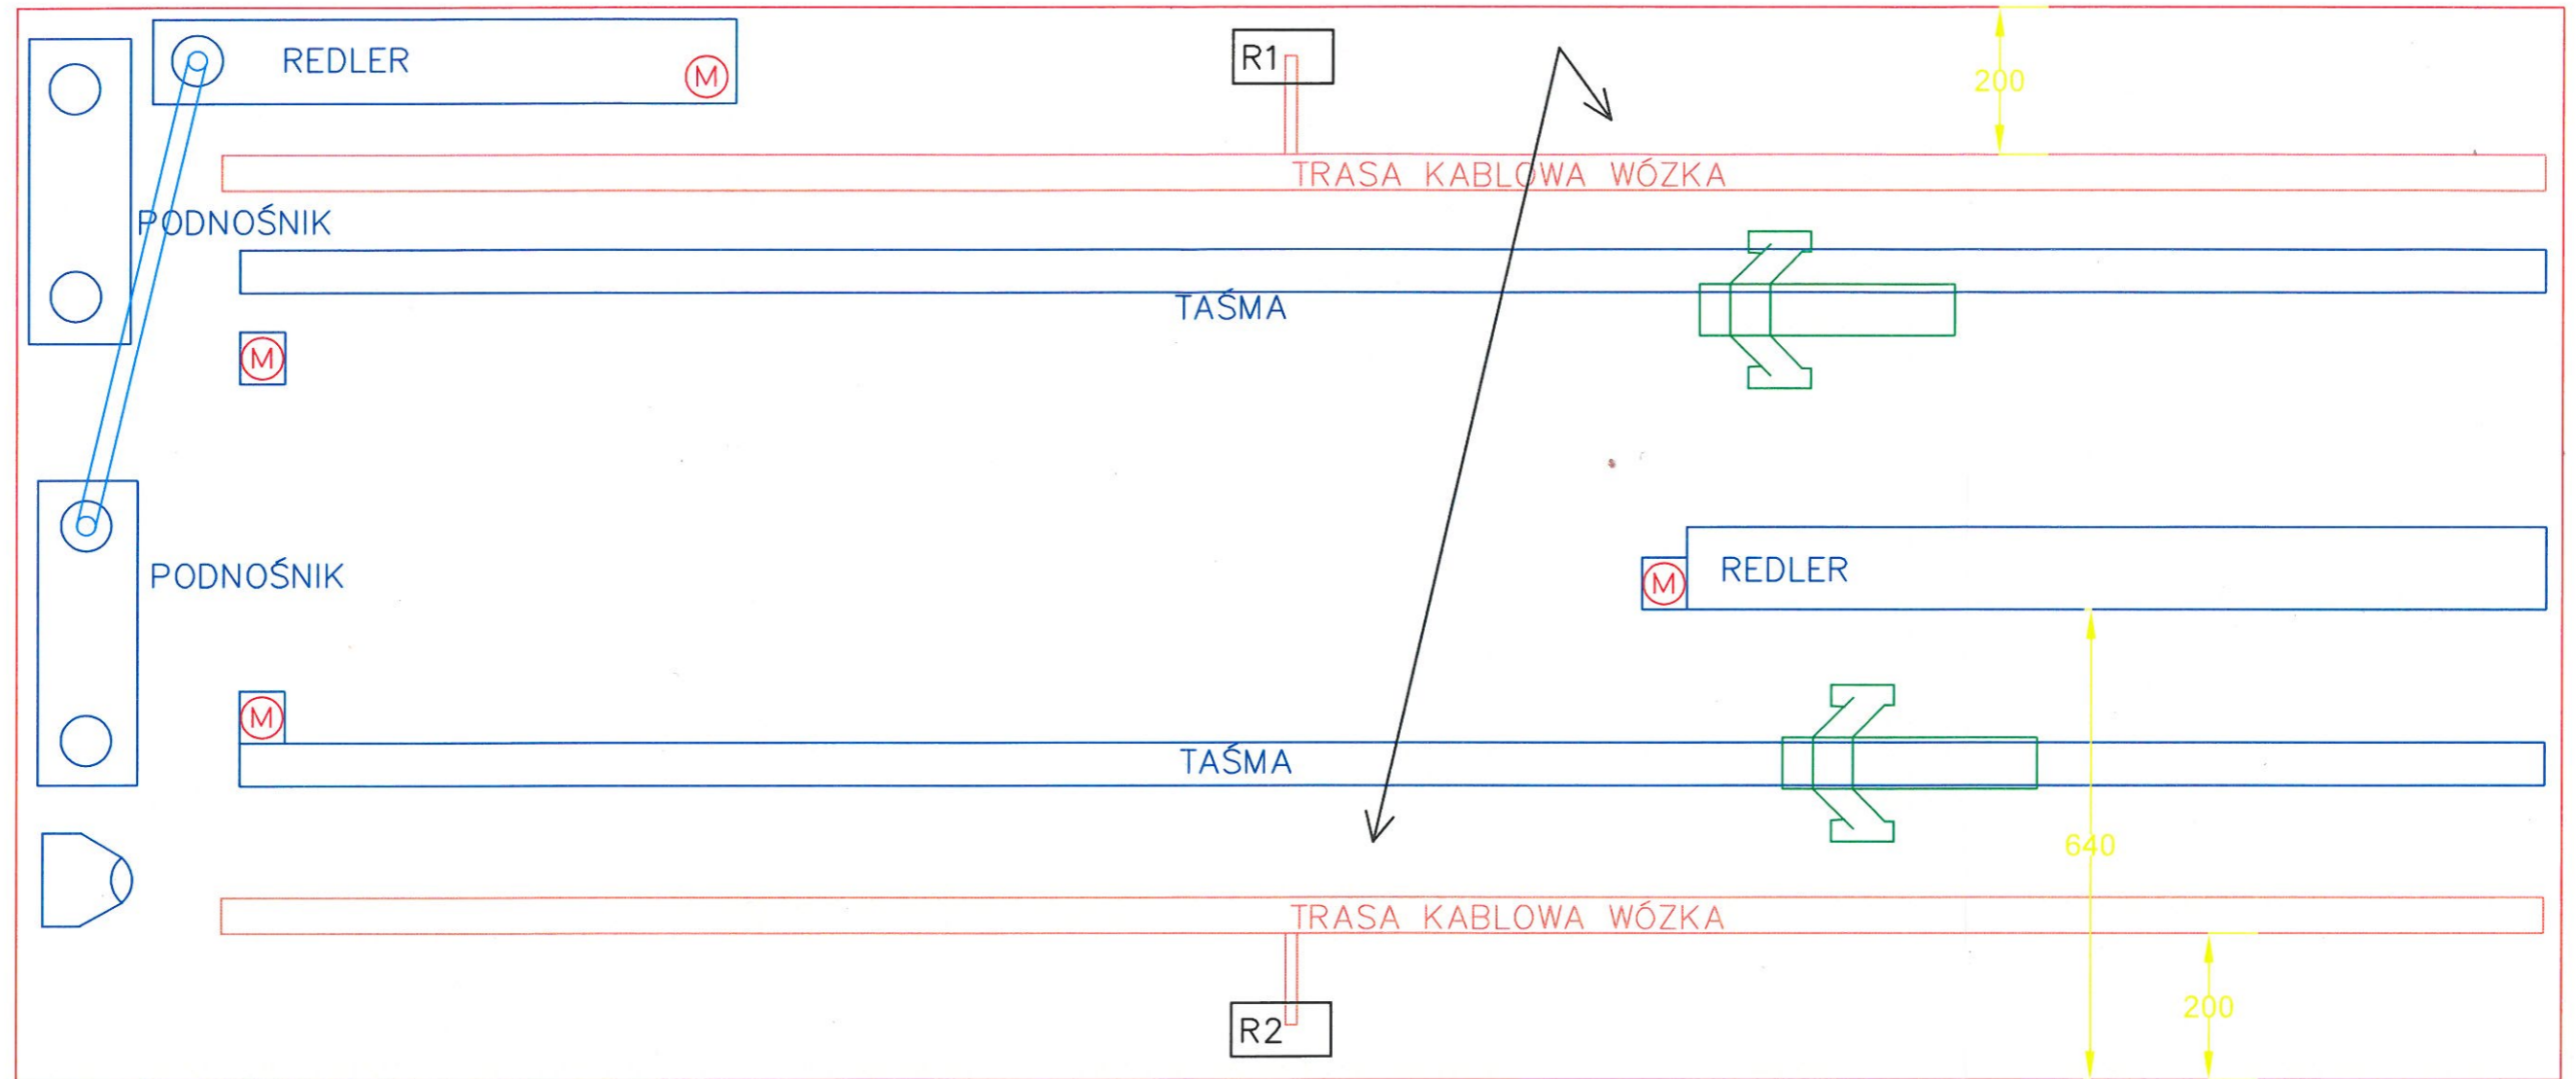 REDLER
M
R1
200
TRASA KABLOWA WÓZKA
PODNOŚNIK
TAŚMA
M
PODNOŚNIK
M
REDLER
M
TAŚMA
640
TRASA KABLOWA WÓZKA
R2
200